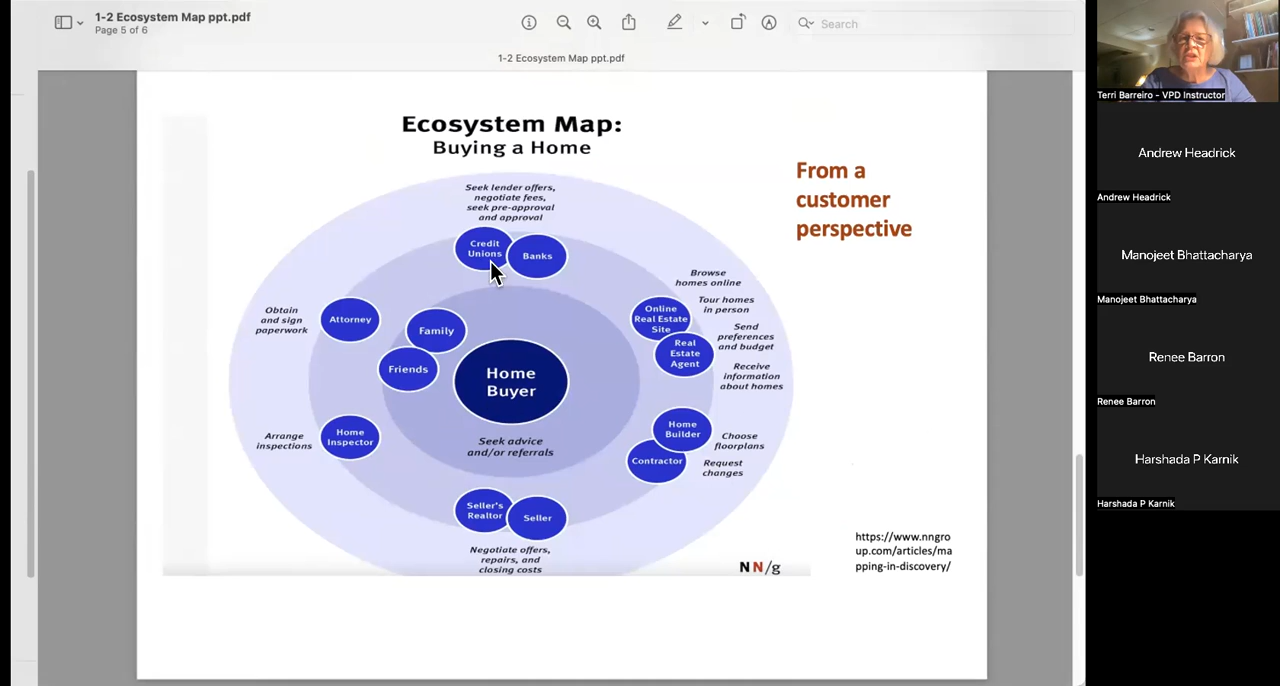 1-2 Ecosystem Map ppt.pdf
Page 5 of 6
Search
1-2 Ecosystem Map ppt.pdf
Ecosystem Map:
Buying a Home
From a
customer
perspective
Seek lender offers,
negotiate fees,
seek pre-approval
and approval
Credit
Unions
Banks
Browse
homes online
Tour homes
in person
Send
preferences
and budget
Receive
information
about homes
Online
Real Estate
Site
Real
Estate
Agent
Obtain
and sign
paperwork
Attorney
Family
Friends
Home
Buyer
Seek advice
and/or referrals
Arrange
inspections
Home
Inspector
Home
Builder
Contractor
Choose
floorplans
Request
changes
Seller's
Realtor
Seller
Negotiate offers,
repairs, and
closing costs
NN/g
https://www.nngro
up.com/articles/ma
pping-in-discovery/
Terri Barreiro - VPD Instructor
Andrew Headrick
Andrew Headrick
Manojeet Bhattacharya
Manojeet Bhattacharya
Renee Barron
Renee Barron
Harshada P Karnik
Harshada P Karnik